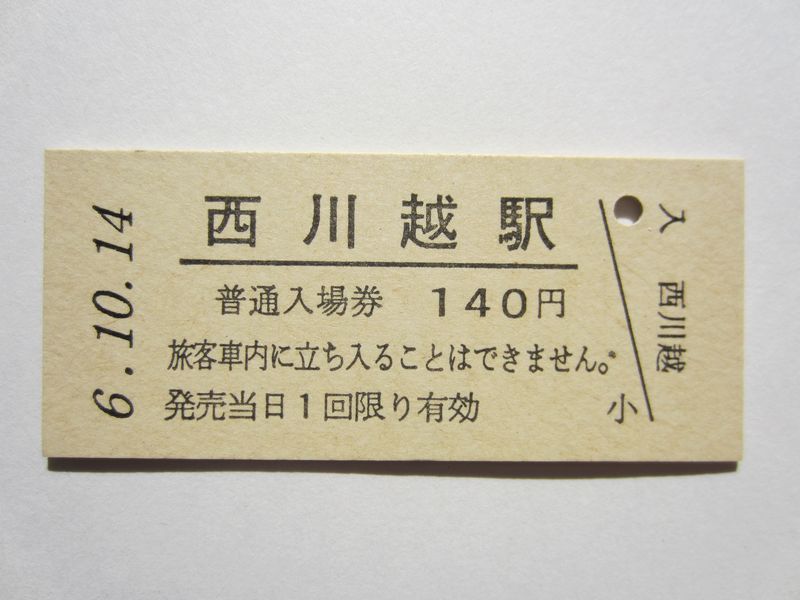 6.10.14
西川越駅
普通入場券 140円
旅客車内に立ち入ることはできません。
発売当日1回限り有効
小
入 西川越